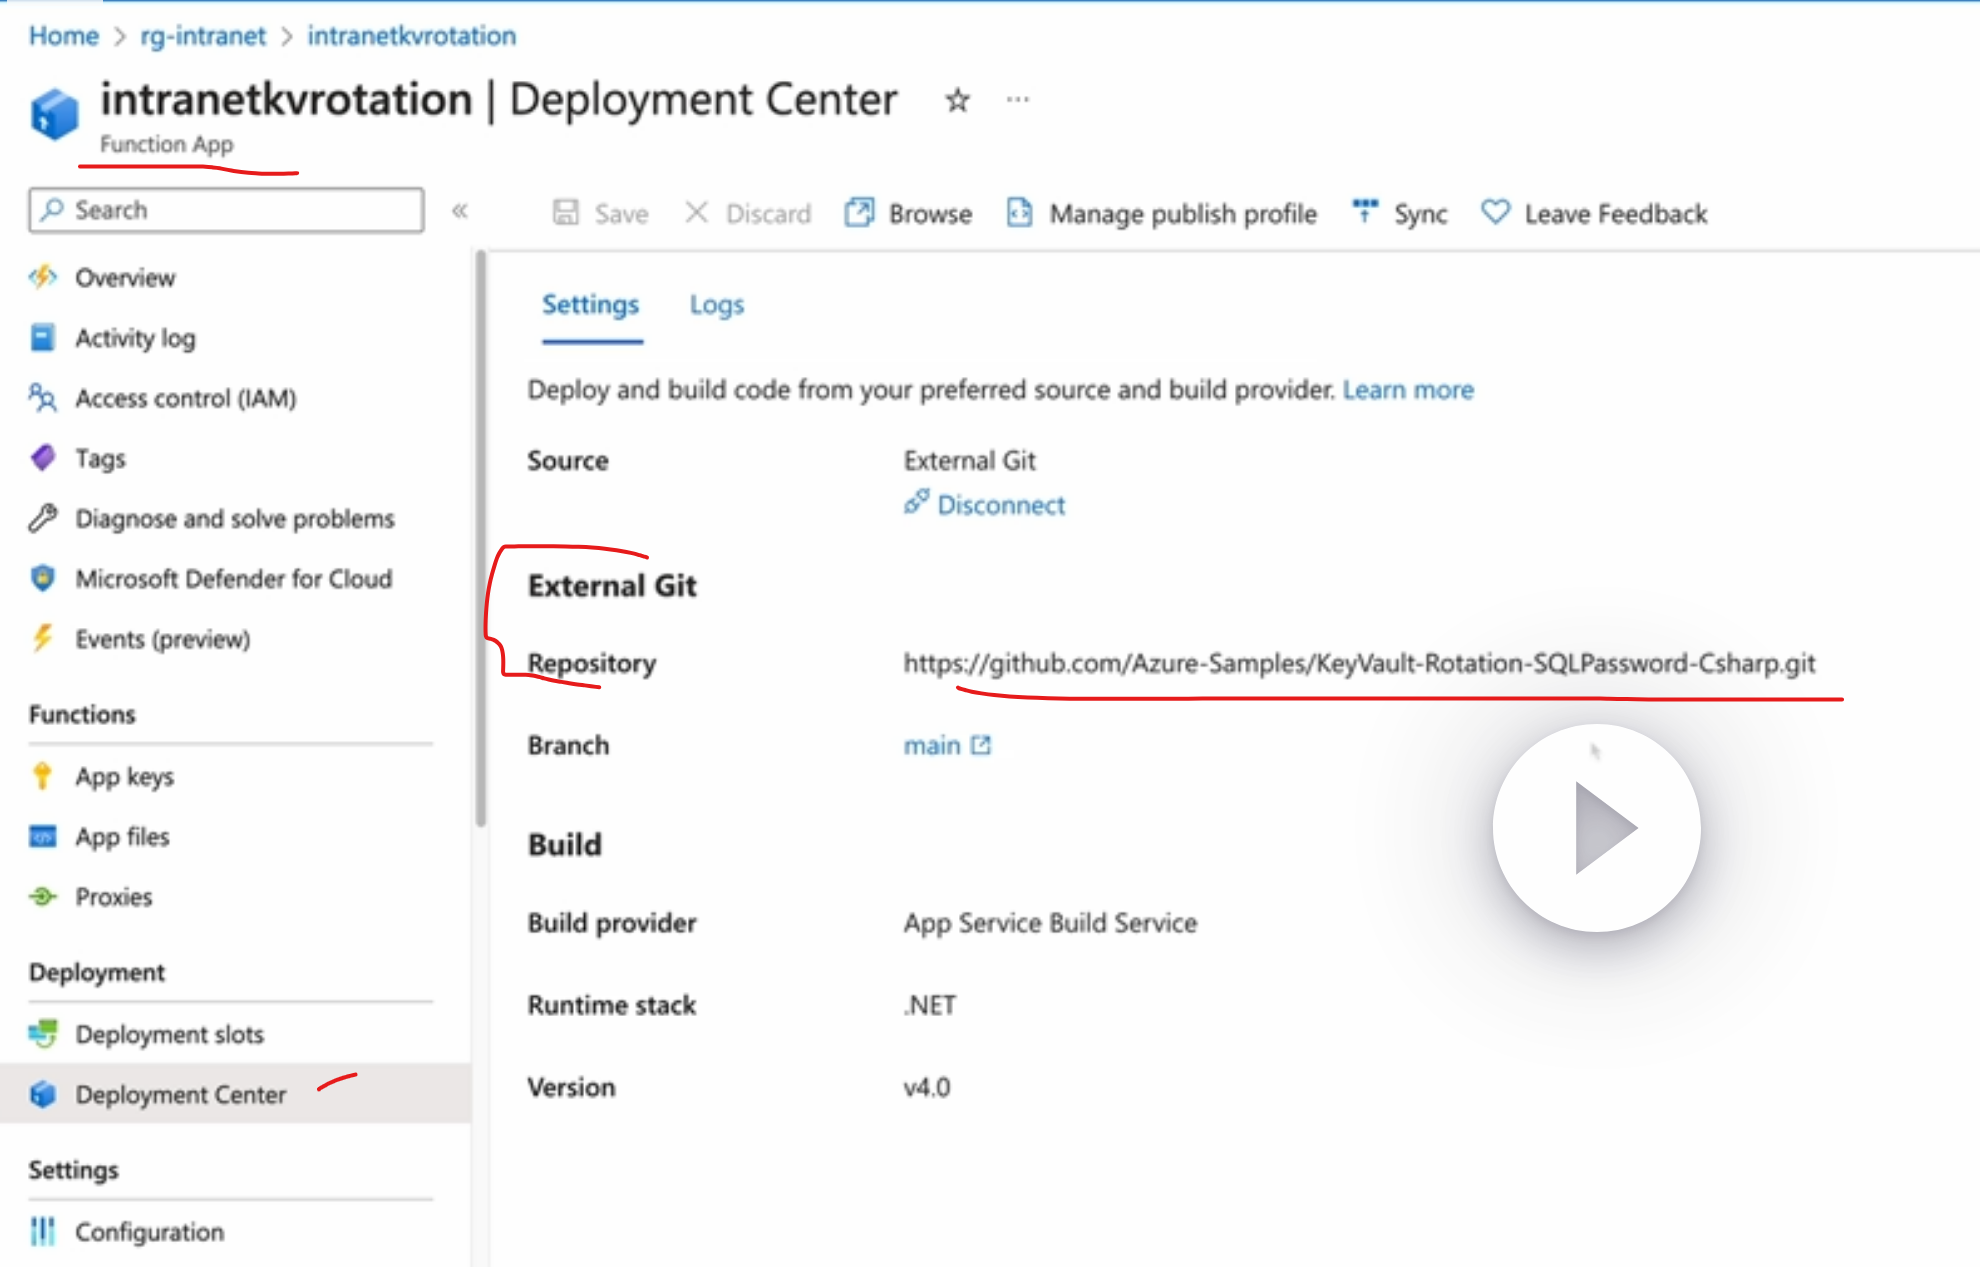 Home > rg-intranet > intranetkvrotation
intranetkvrotation | Deployment Center ☆ ...
Function App
Search «
Save Discard Browse Manage publish profile Sync Leave Feedback
Overview
Activity log
Access control (IAM)
Tags
Diagnose and solve problems
Microsoft Defender for Cloud
Events (preview)
Functions
App keys
App files
Proxies
Deployment
Deployment slots
Deployment Center
Settings
Configuration
Settings Logs
Deploy and build code from your preferred source and build provider. Learn more
Source External Git
Disconnect
External Git
Repository https://github.com/Azure-Samples/KeyVault-Rotation-SQLPassword-Csharp.git
Branch main
Build
Build provider App Service Build Service
Runtime stack .NET
Version v4.0